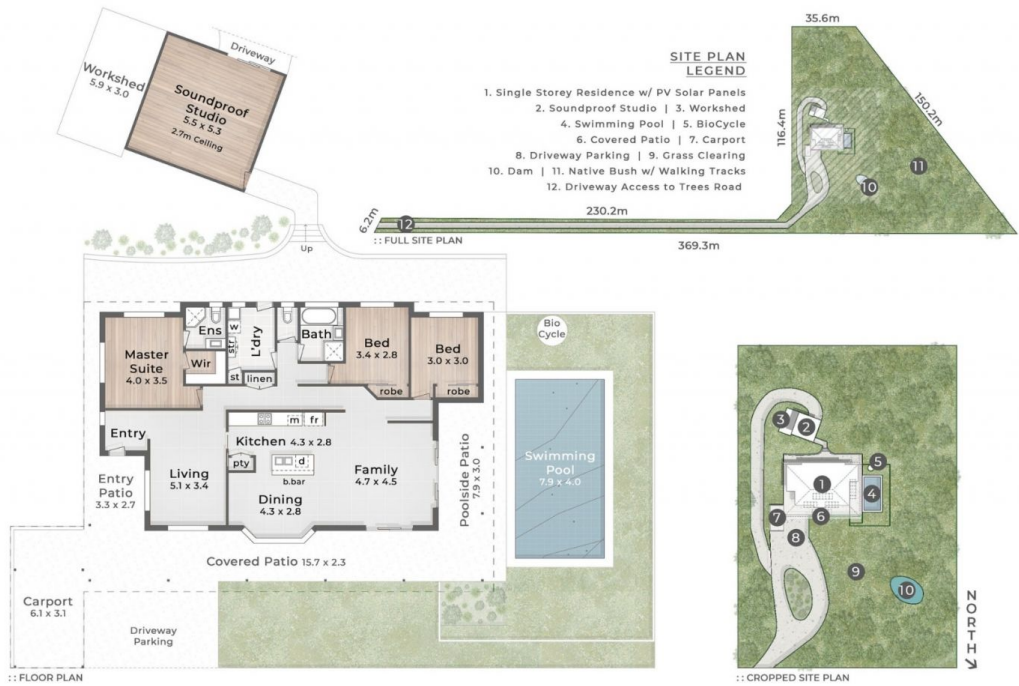 Driveway
Workshed
5.9 x 3.0
Soundproof
Studio
5.5 x 5.3
2.7m Ceiling
Up
SITE PLAN
LEGEND
1. Single Storey Residence w/ PV Solar Panels
2. Soundproof Studio | 3. Workshed
4. Swimming Pool | 5. BioCycle
6. Covered Patio | 7. Carport
8. Driveway Parking | 9. Grass Clearing
10. Dam | 11. Native Bush w/ Walking Tracks
12. Driveway Access to Trees Road
35.6m
150.2m
116.4m
11
10
230.2m
6.2m
12
369.3m
:: FULL SITE PLAN
Master
Suite
4.0 x 3.5
Ens
Wir
w
str
L'dry
st
linen
Bath
Bed
3.4 x 2.8
robe
Bed
3.0 x 3.0
robe
Entry
Kitchen 4.3 x 2.8
m
fr
pty
d
b.bar
Living
5.1 x 3.4
Dining
4.3 x 2.8
Family
4.7 x 4.5
Entry
Patio
3.3 x 2.7
Poolside Patio
7.9 x 3.0
Bio
Cycle
Swimming
Pool
7.9 x 4.0
Covered Patio 15.7 x 2.3
Carport
6.1 x 3.1
Driveway
Parking
:: FLOOR PLAN
3
2
5
1
4
7
6
8
9
10
NORTH
:: CROPPED SITE PLAN